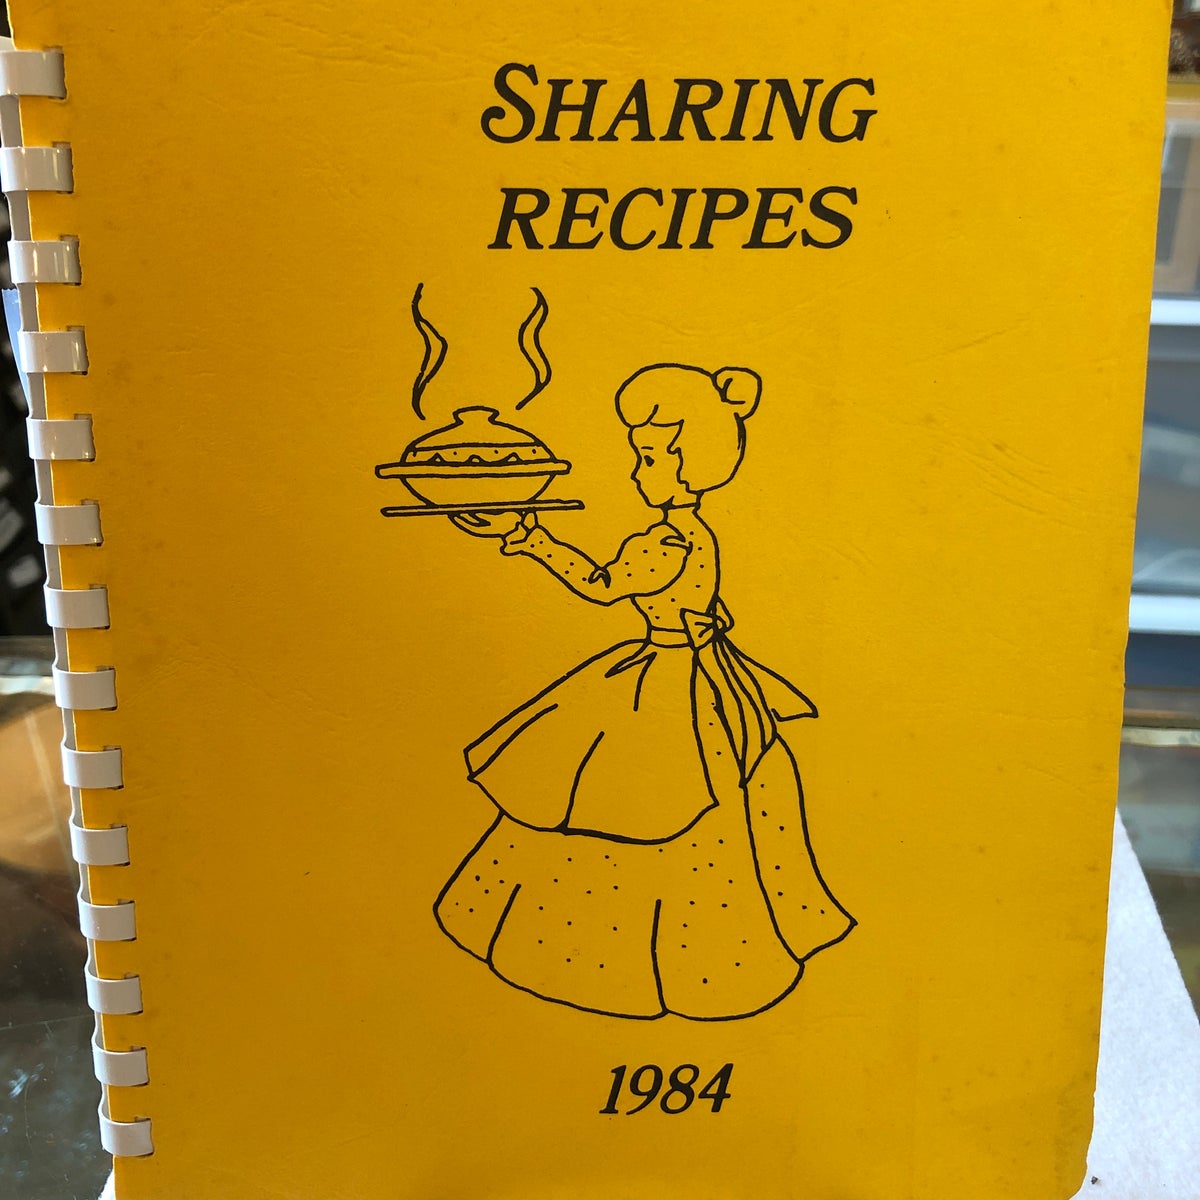 SHARING
RECIPES
1984